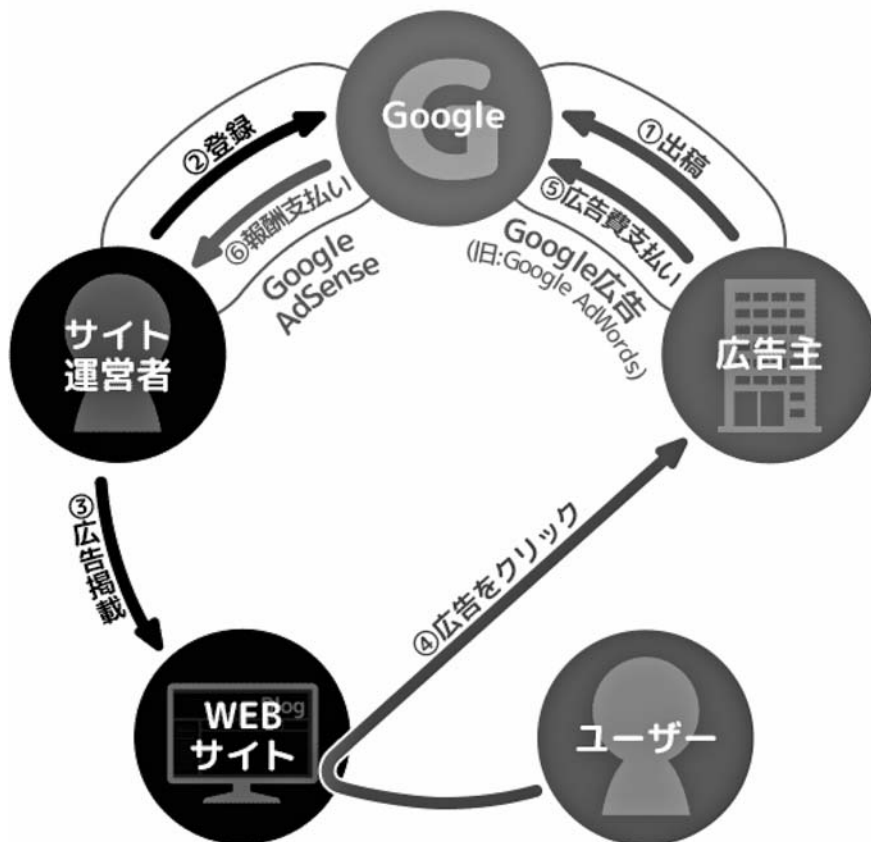 Google
①出稿
②登録
⑤広告費支払い
⑥報酬支払い
Google
AdSense
Google広告
(旧:Google AdWords)
サイト
運営者
広告主
③広告掲載
④広告をクリック
Blog
WEB
サイト
ユーザー